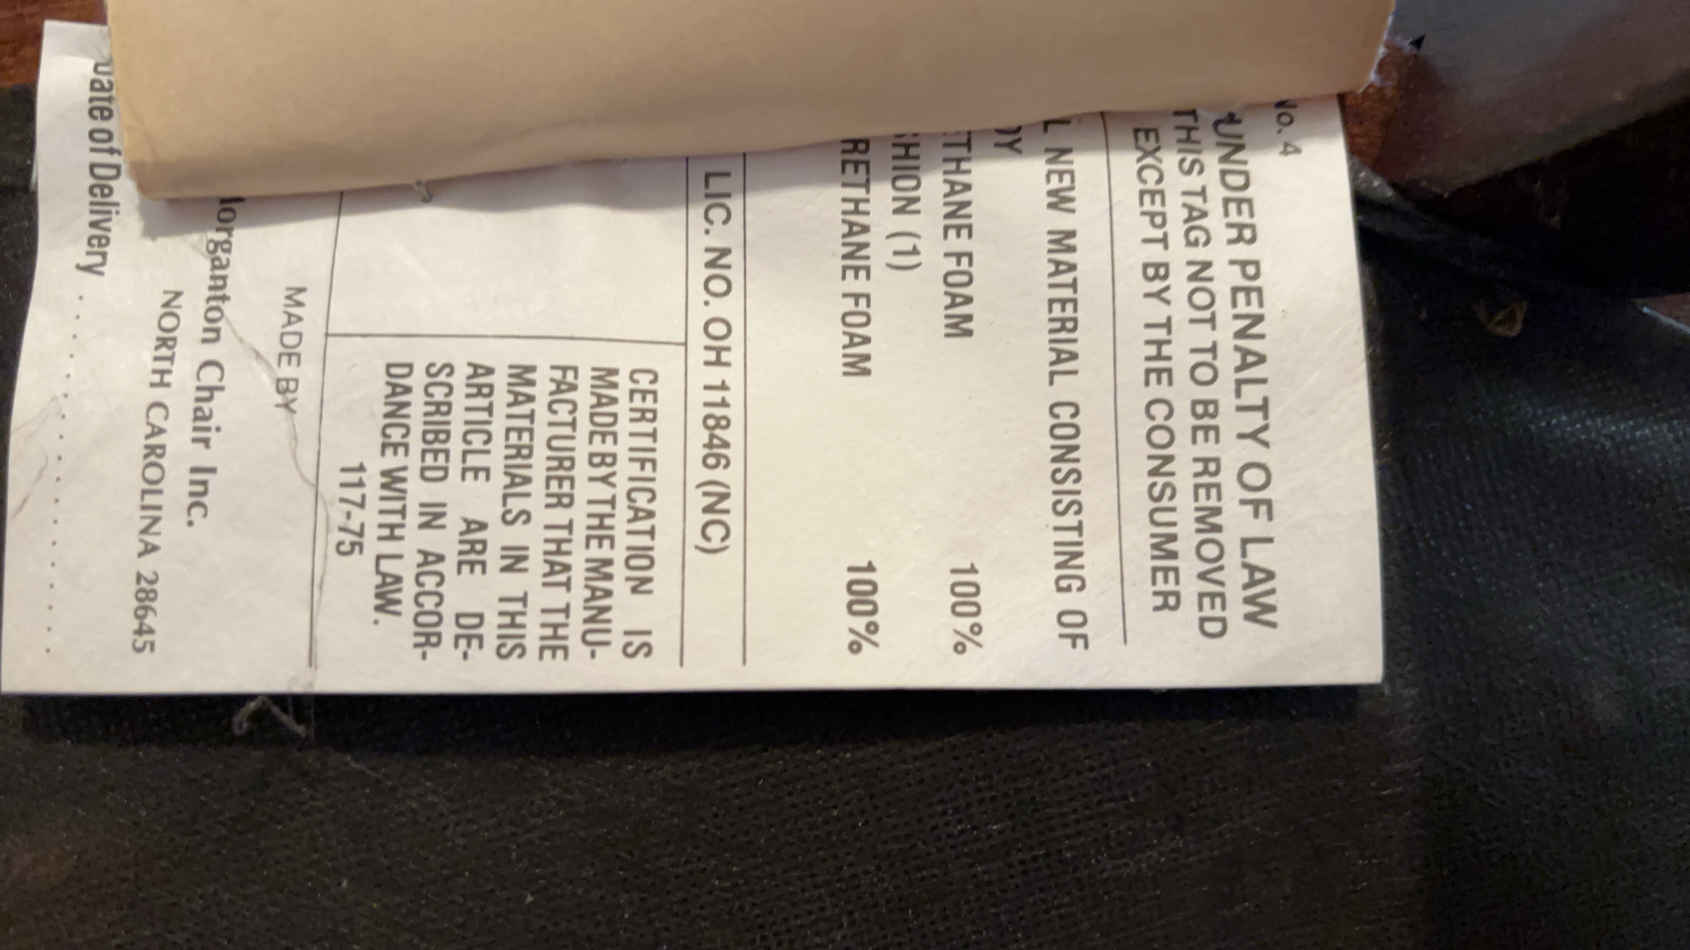 No. 4
UNDER PENALTY OF LAW
THIS TAG NOT TO BE REMOVED
EXCEPT BY THE CONSUMER
L NEW MATERIAL CONSISTING OF
DY
THANE FOAM 100%
SHION (1)
RETHANE FOAM 100%
LIC. NO. OH 11846 (NC)
CERTIFICATION IS
MADE BY THE MANU-
FACTURER THAT THE
MATERIALS IN THIS
ARTICLE ARE DE-
SCRIBED IN ACCOR-
DANCE WITH LAW.
117-75
MADE BY
organton Chair Inc.
NORTH CAROLINA 28645
Date of Delivery